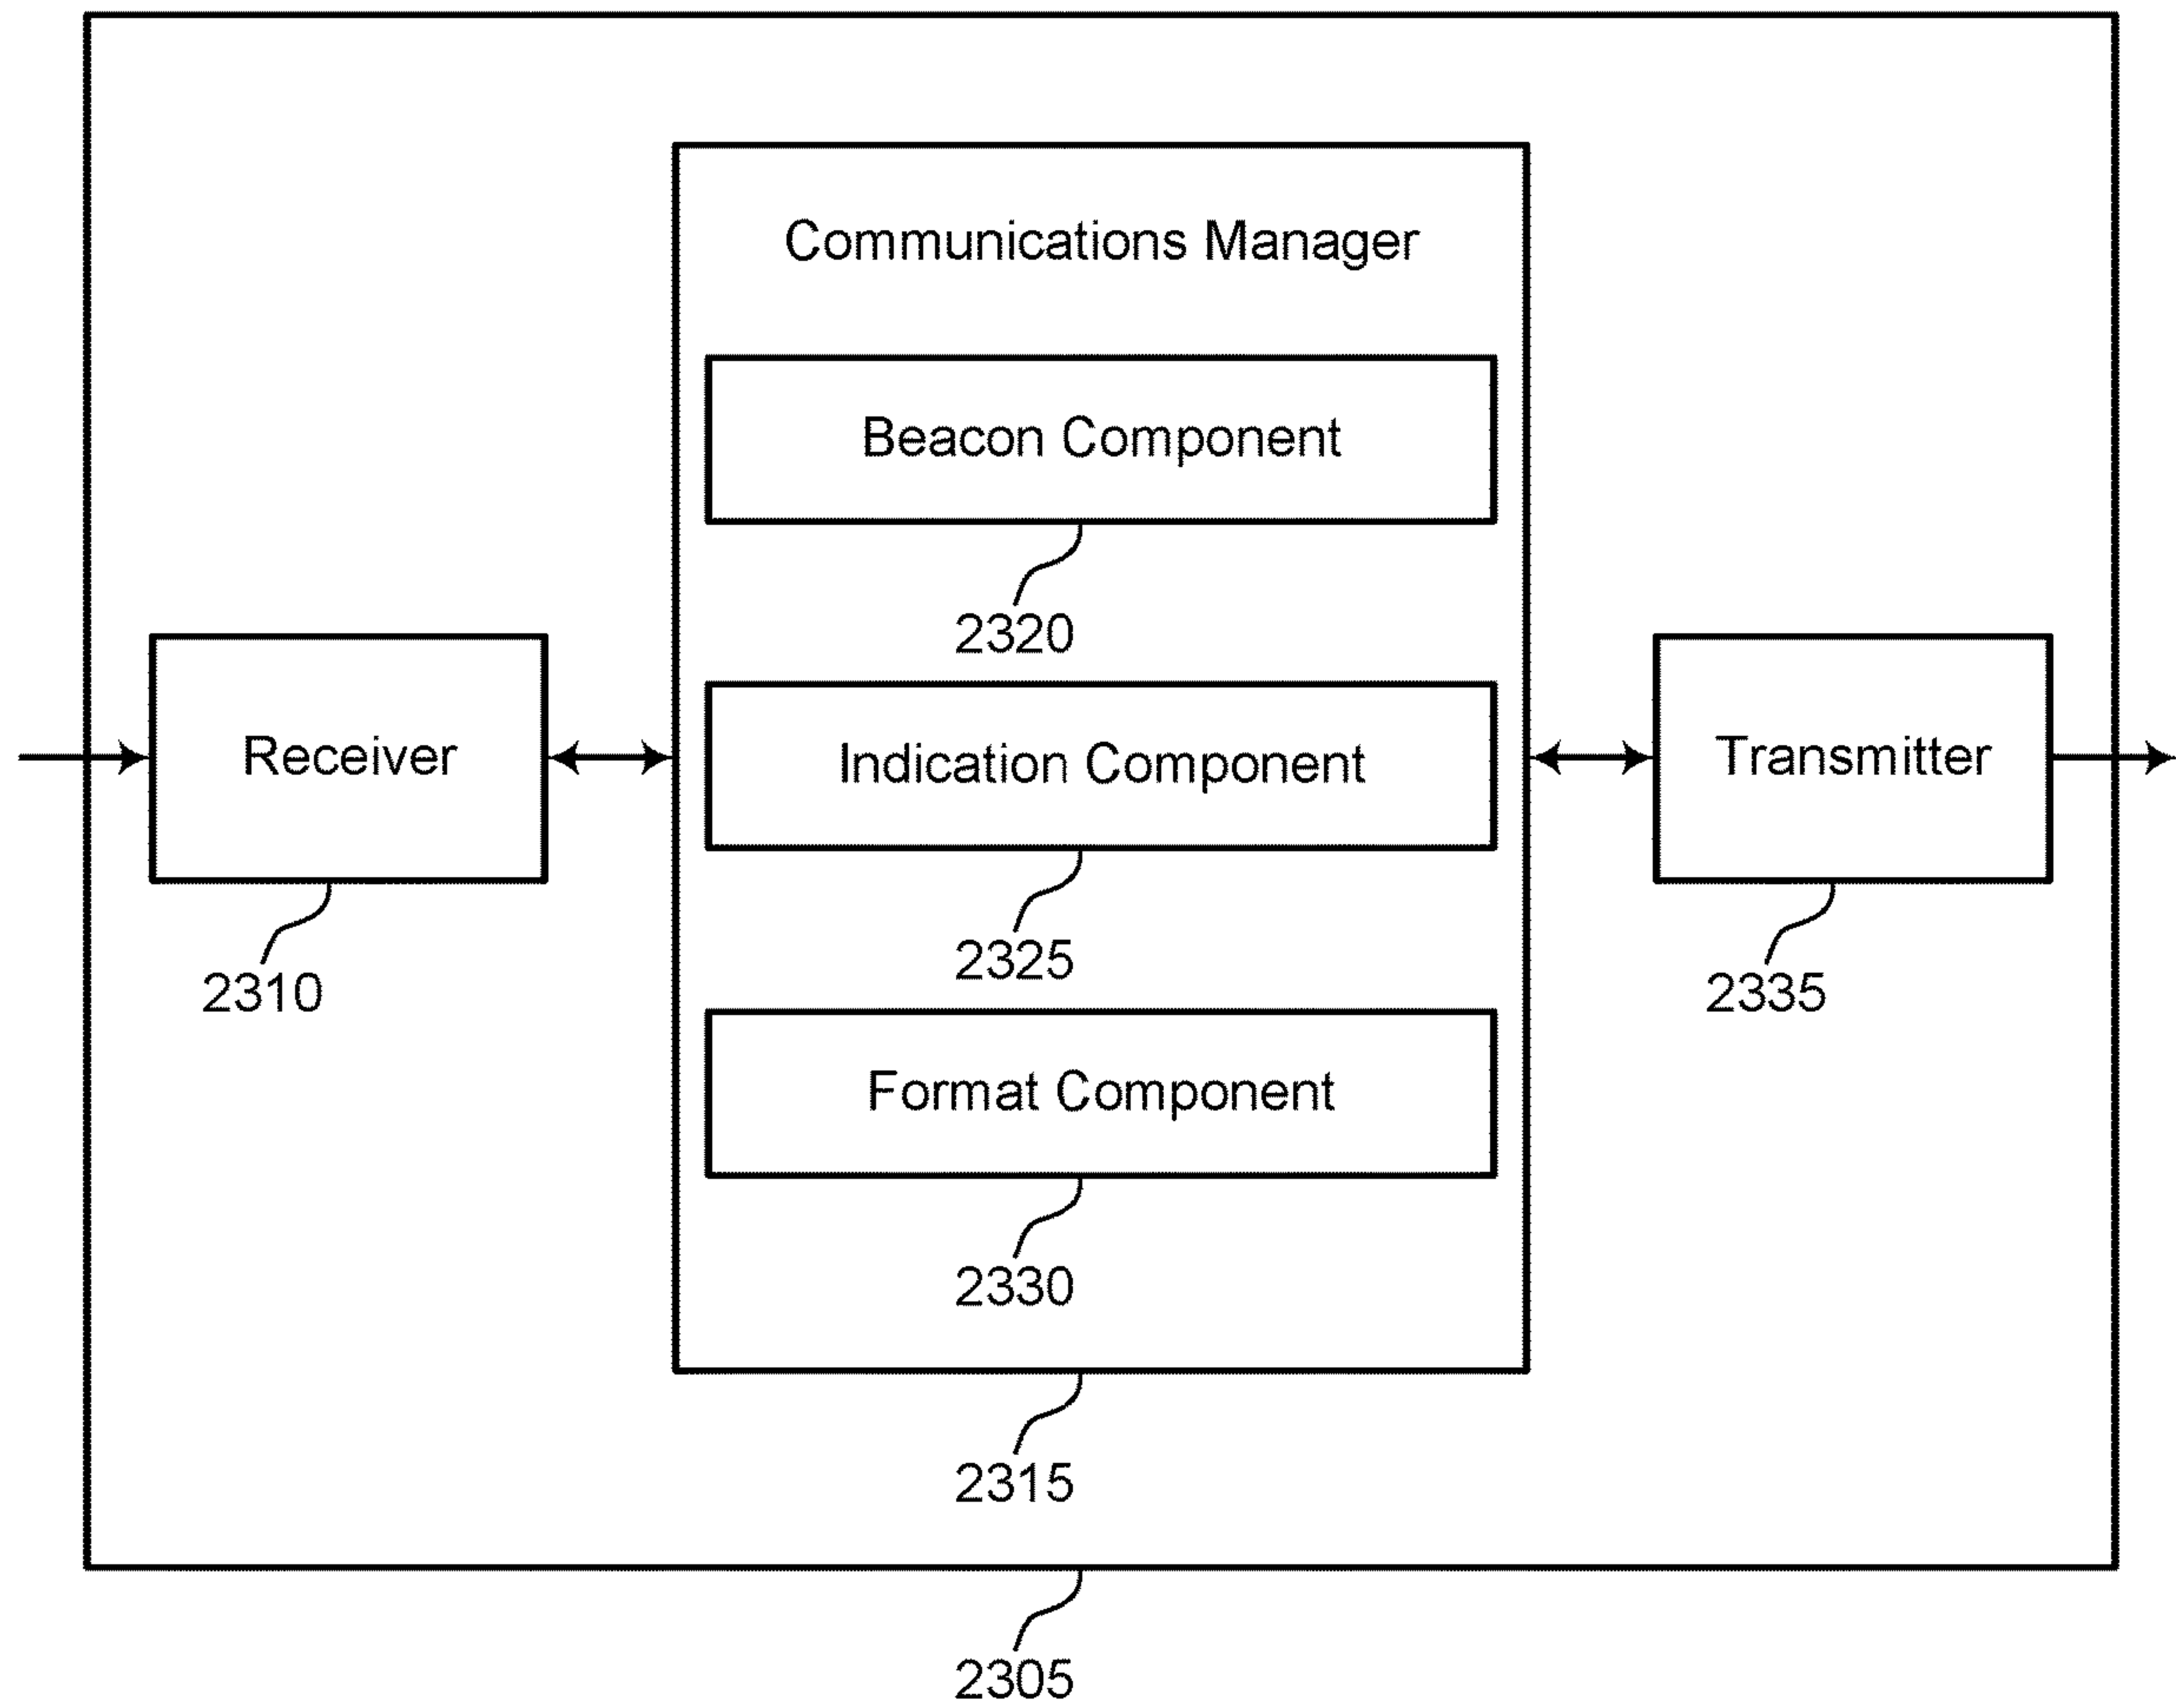 Communications Manager
Beacon Component
2320
Receiver
Indication Component
Transmitter
2310
2325
2335
Format Component
2330
2315
2305